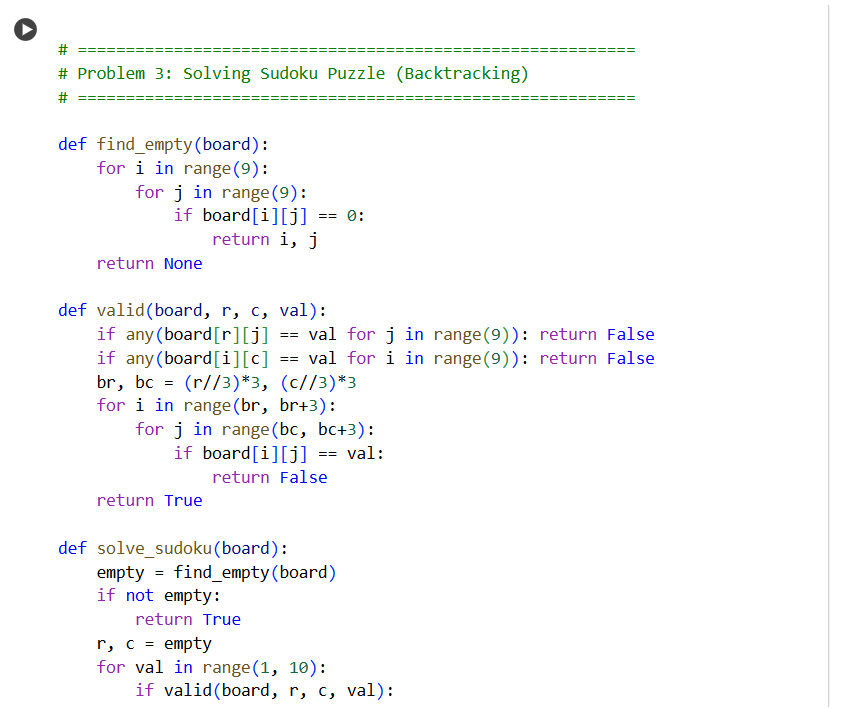 # ==========================================================
# Problem 3: Solving Sudoku Puzzle (Backtracking)
# ==========================================================
def find_empty(board):
    for i in range(9):
        for j in range(9):
            if board[i][j] == 0:
                return i, j
    return None
def valid(board, r, c, val):
    if any(board[r][j] == val for j in range(9)): return False
    if any(board[i][c] == val for i in range(9)): return False
    br, bc = (r//3)*3, (c//3)*3
    for i in range(br, br+3):
        for j in range(bc, bc+3):
            if board[i][j] == val:
                return False
    return True
def solve_sudoku(board):
    empty = find_empty(board)
    if not empty:
        return True
    r, c = empty
    for val in range(1, 10):
        if valid(board, r, c, val):